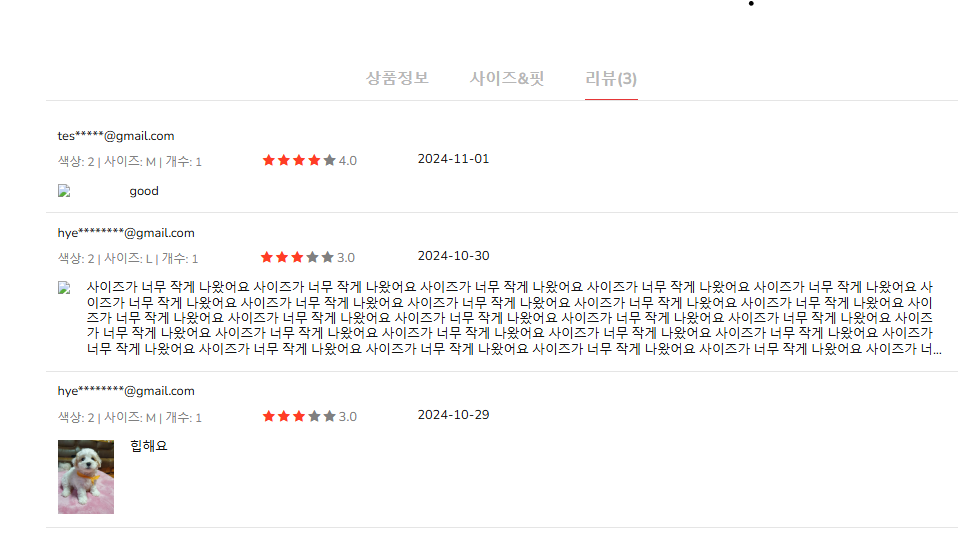 상품정보 사이즈&핏 리뷰(3)
tes*****@gmail.com
색상: 2 | 사이즈: M | 개수: 1 4.0 2024-11-01
good
hye********@gmail.com
색상: 2 | 사이즈: L | 개수: 1 3.0 2024-10-30
사이즈가 너무 작게 나왔어요 사이즈가 너무 작게 나왔어요 사이즈가 너무 작게 나왔어요 사이즈가 너무 작게 나왔어요 사이즈가 너무 작게 나왔어요 사
이즈가 너무 작게 나왔어요 사이즈가 너무 작게 나왔어요 사이즈가 너무 작게 나왔어요 사이즈가 너무 작게 나왔어요 사이즈가 너무 작게 나왔어요 사이
즈가 너무 작게 나왔어요 사이즈가 너무 작게 나왔어요 사이즈가 너무 작게 나왔어요 사이즈가 너무 작게 나왔어요 사이즈가 너무 작게 나왔어요 사이즈
가 너무 작게 나왔어요 사이즈가 너무 작게 나왔어요 사이즈가 너무 작게 나왔어요 사이즈가 너무 작게 나왔어요 사이즈가 너무 작게 나왔어요 사이즈가
너무 작게 나왔어요 사이즈가 너무 작게 나왔어요 사이즈가 너무 작게 나왔어요 사이즈가 너무 작게 나왔어요 사이즈가 너무 작게 나왔어요 사이즈가 너...
hye********@gmail.com
색상: 2 | 사이즈: M | 개수: 1 3.0 2024-10-29
힙해요